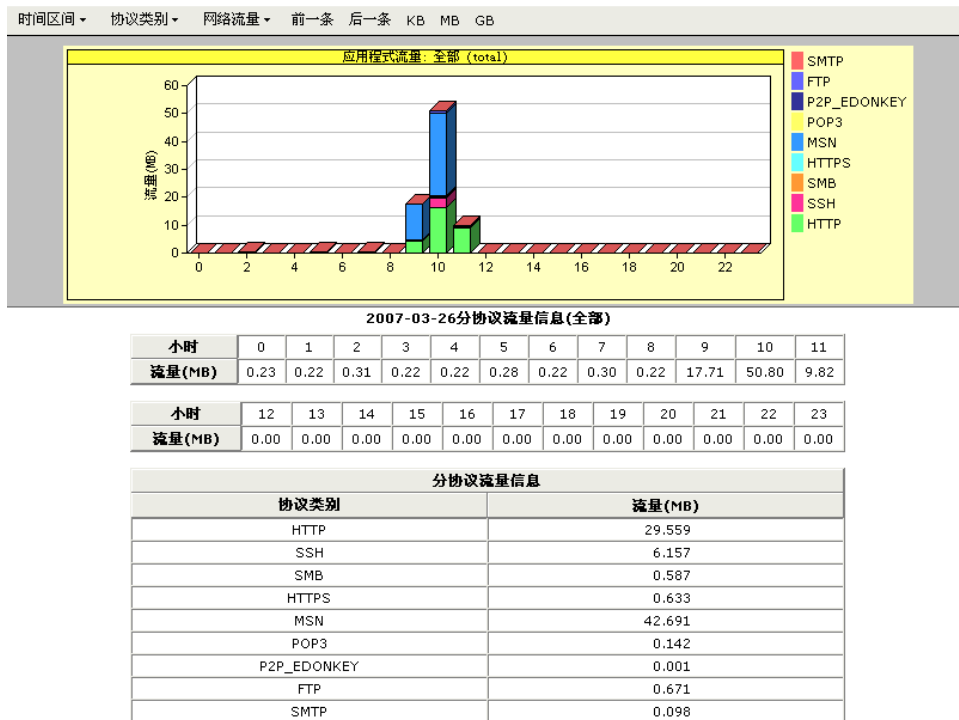 时间区间 协议类别 网络流量 前一条 后一条 KB MB GB
应用程式流量: 全部 (total)
流量(MB)
60
50
40
30
20
10
0
0 2 4 6 8 10 12 14 16 18 20 22
SMTP
FTP
P2P_EDONKEY
POP3
MSN
HTTPS
SMB
SSH
HTTP
2007-03-26分协议流量信息(全部)
小时 0 1 2 3 4 5 6 7 8 9 10 11
流量(MB) 0.23 0.22 0.31 0.22 0.22 0.28 0.22 0.30 0.22 17.71 50.80 9.82
小时 12 13 14 15 16 17 18 19 20 21 22 23
流量(MB) 0.00 0.00 0.00 0.00 0.00 0.00 0.00 0.00 0.00 0.00 0.00 0.00
分协议流量信息
协议类别 流量(MB)
HTTP 29.559
SSH 6.157
SMB 0.587
HTTPS 0.633
MSN 42.691
POP3 0.142
P2P_EDONKEY 0.001
FTP 0.671
SMTP 0.098